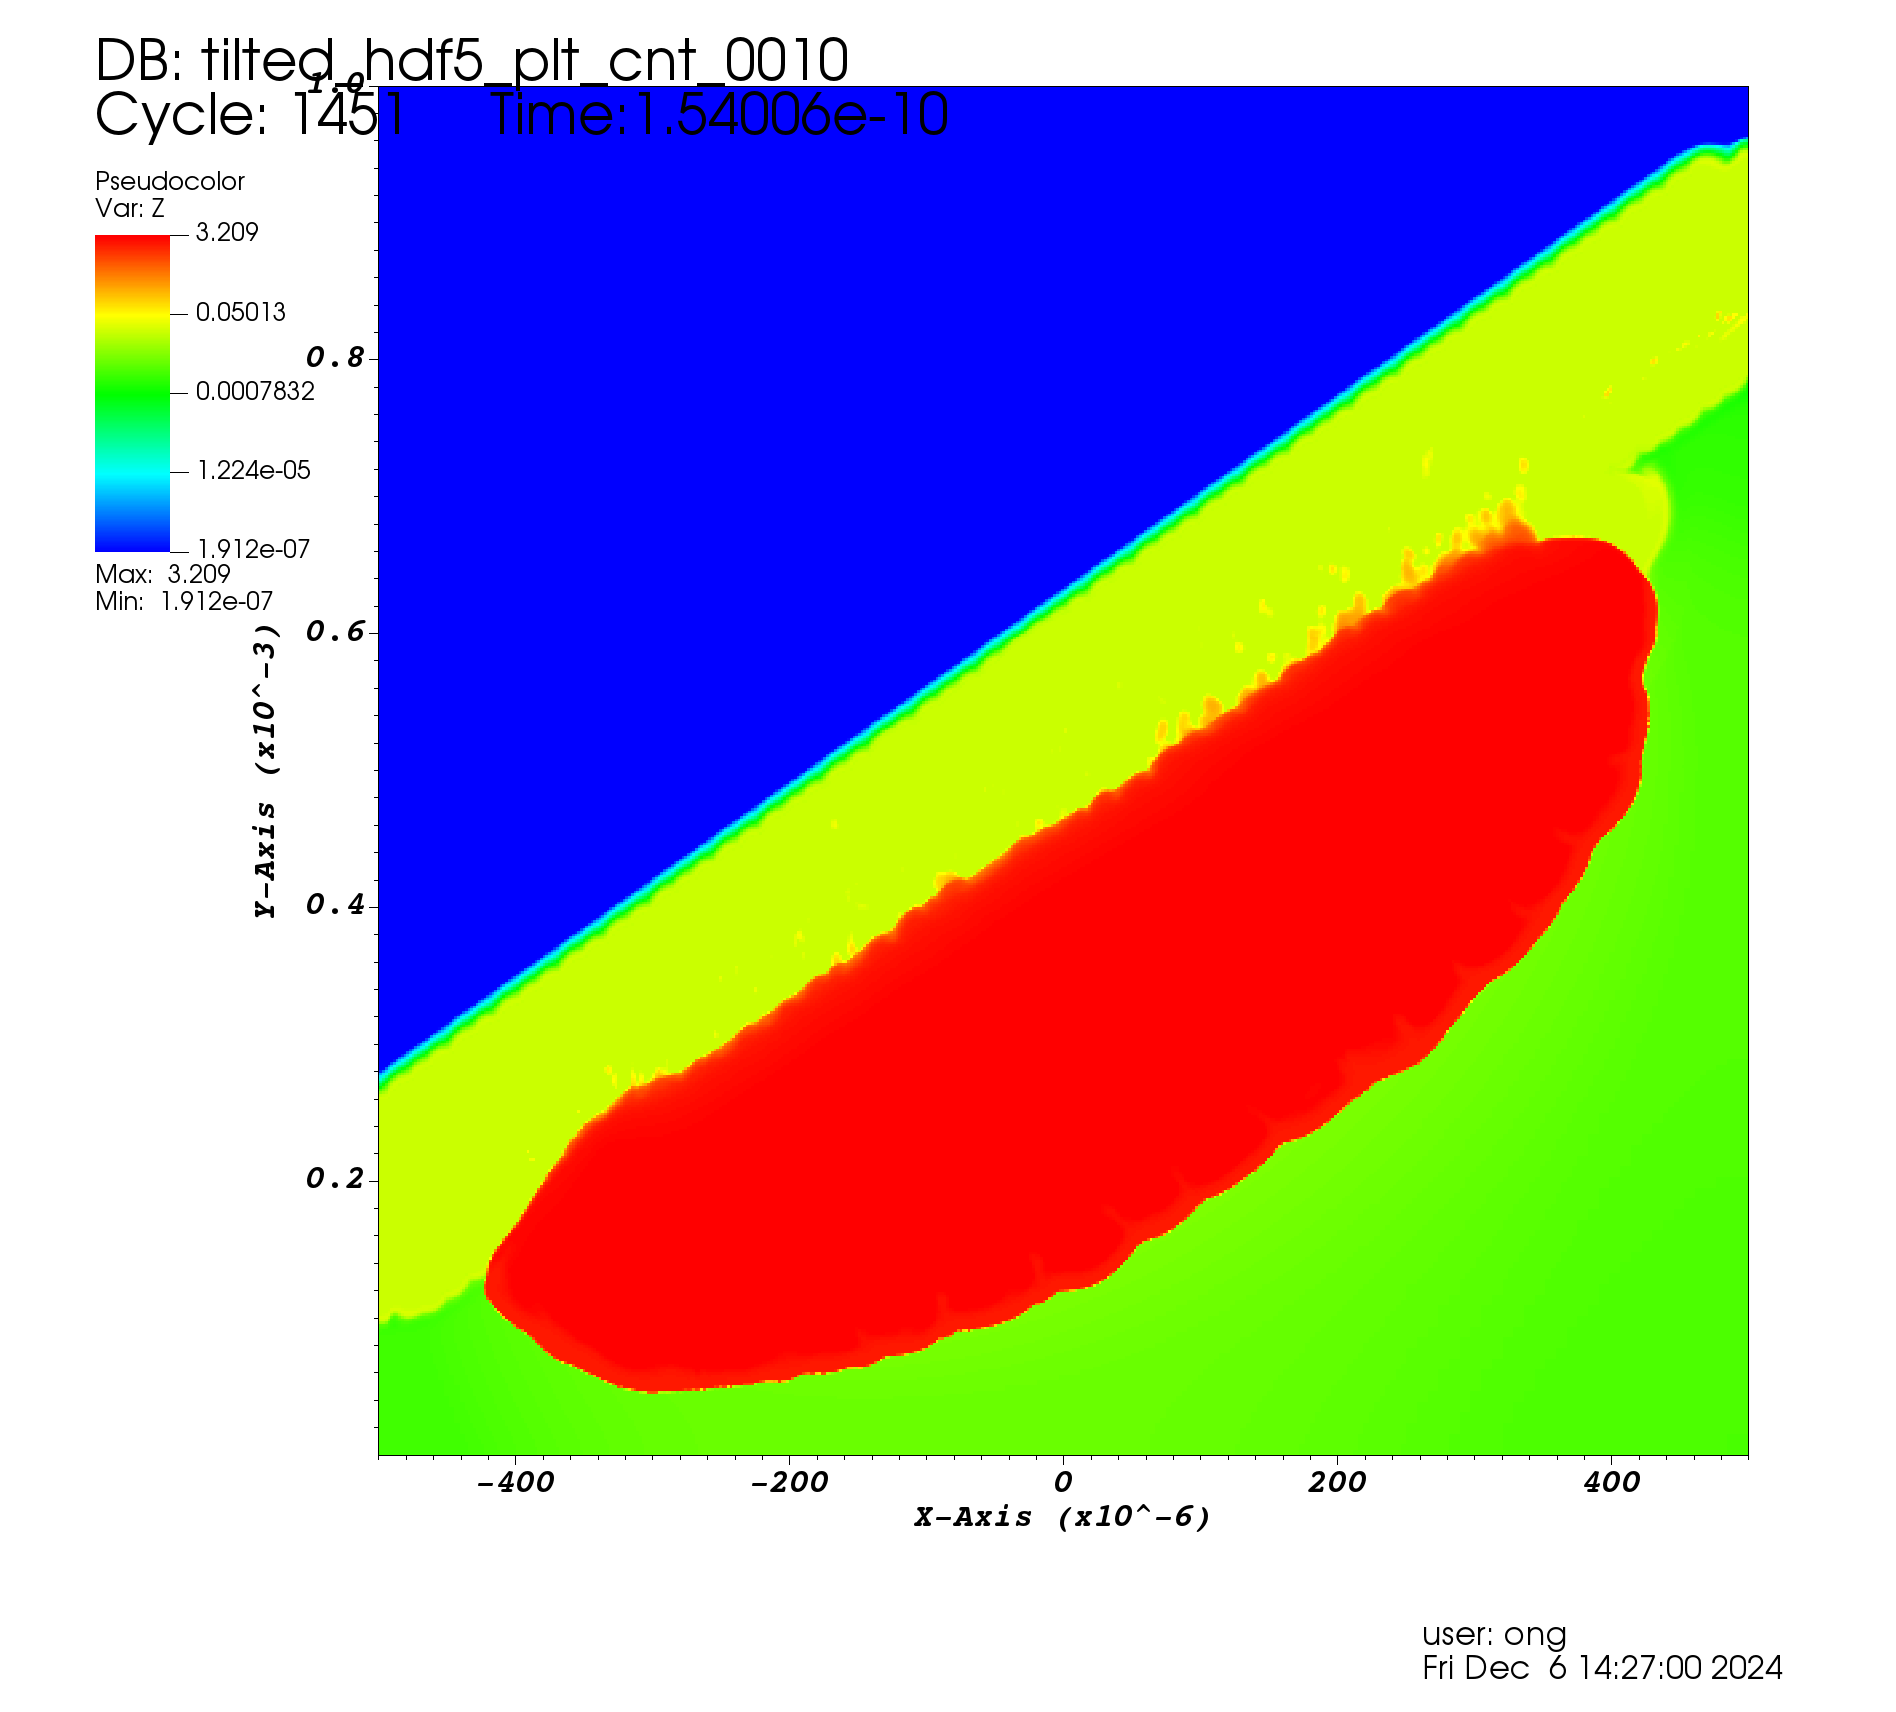 DB: tilted_hdf5_plt_cnt_0010
Cycle: 1451 Time:1.54006e-10
Pseudocolor
Var: Z
3.209
0.05013
0.0007832
1.224e-05
1.912e-07
Max: 3.209
Min: 1.912e-07
1.0
0.8
0.6
0.4
0.2
Y-Axis (x10^-3)
-400 -200 0 200 400
X-Axis (x10^-6)
user: ong
Fri Dec 6 14:27:00 2024